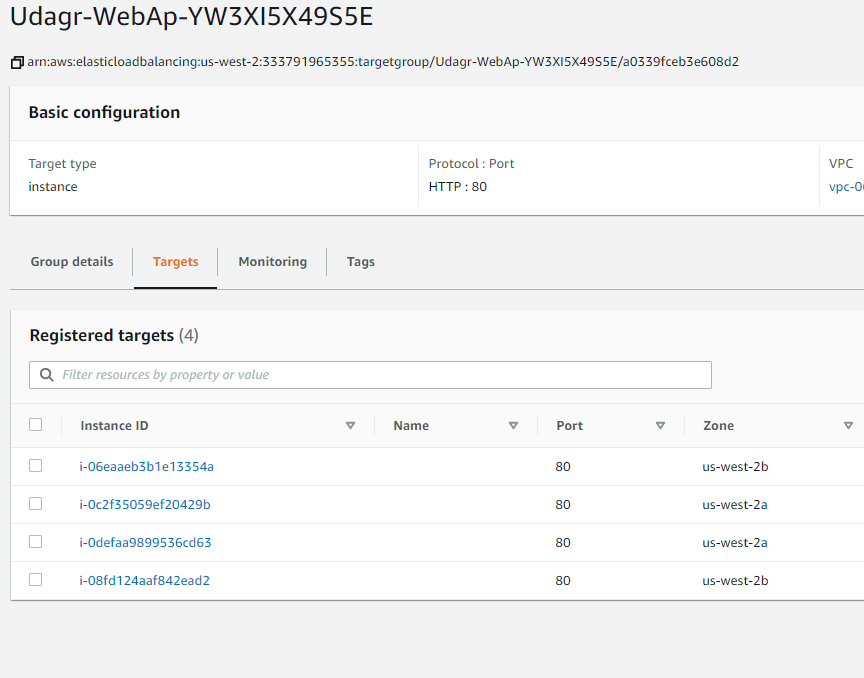 Udagr-WebAp-YW3XI5X49S5E
arn:aws:elasticloadbalancing:us-west-2:333791965355:targetgroup/Udagr-WebAp-YW3XI5X49S5E/a0339fceb3e608d2
Basic configuration
Target type
instance
Protocol : Port
HTTP : 80
VPC
vpc-0
Group details
Targets
Monitoring
Tags
Registered targets (4)
Filter resources by property or value
Instance ID Name Port Zone
i-06eaaeb3b1e13354a 80 us-west-2b
i-0c2f35059ef20429b 80 us-west-2a
i-0defaa9899536cd63 80 us-west-2a
i-08fd124aaf842ead2 80 us-west-2b